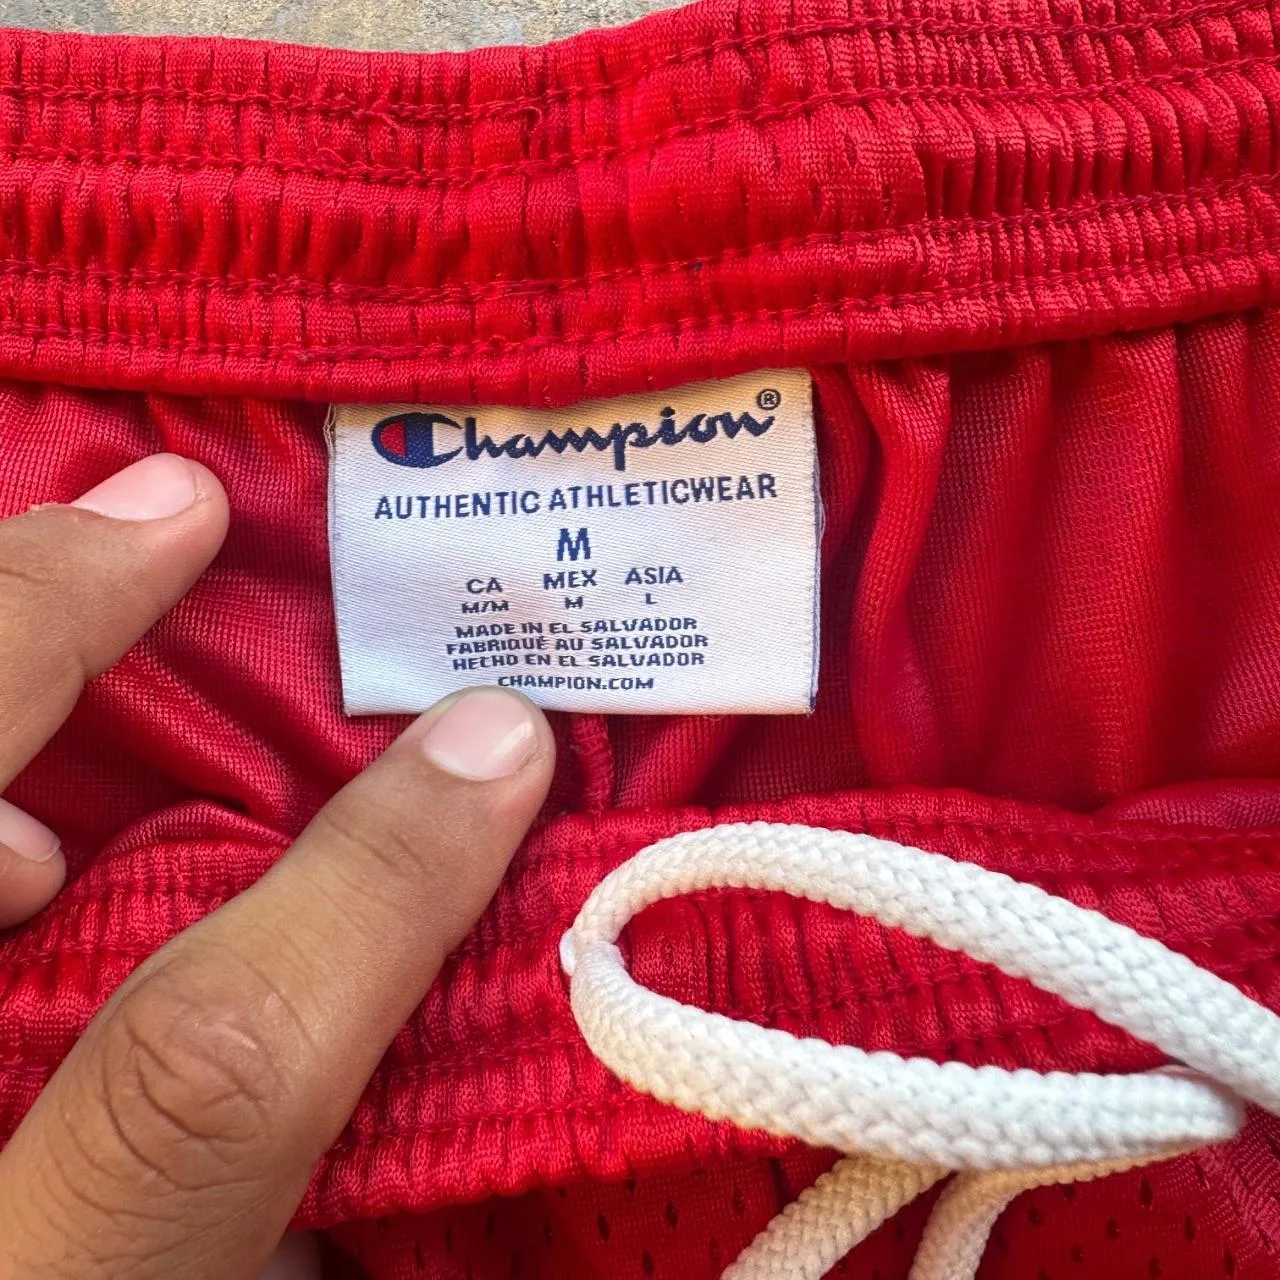 Champion®
AUTHENTIC ATHLETICWEAR
M
CA MEX ASIA
M/M M L
MADE IN EL SALVADOR
FABRIQUÉ AU SALVADOR
HECHO EN EL SALVADOR
CHAMPION.COM